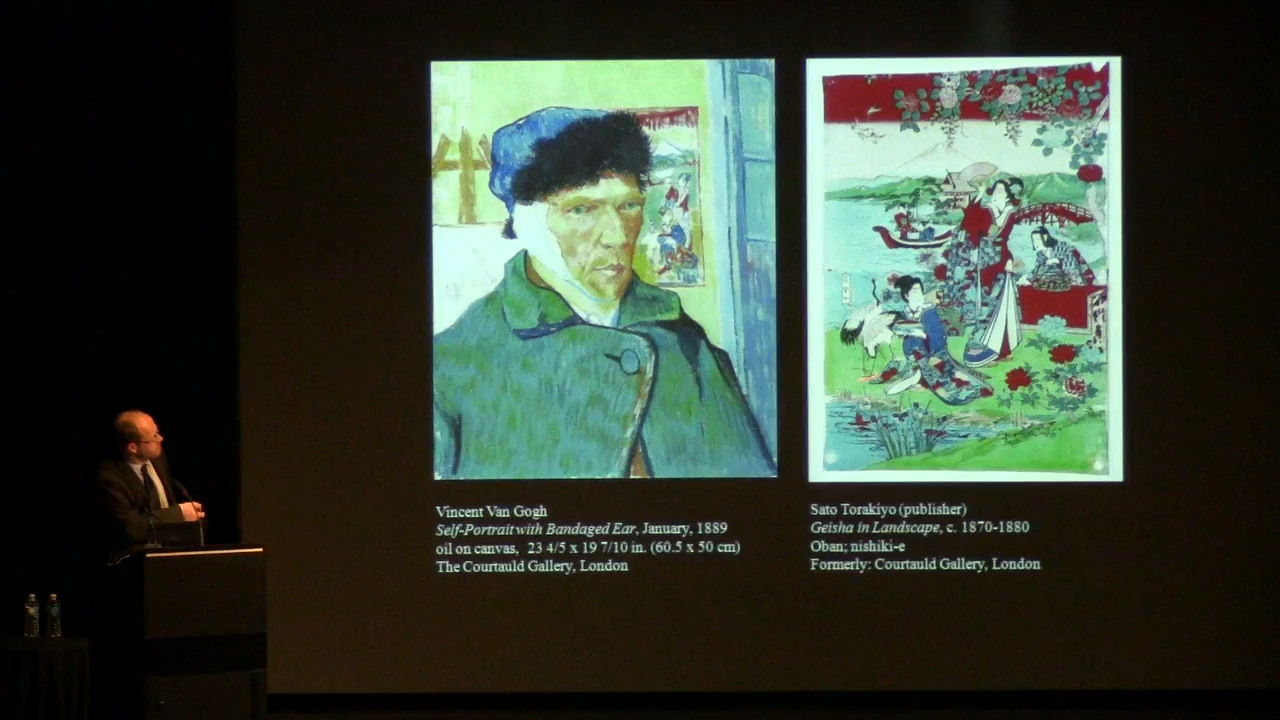 Vincent Van Gogh
Self-Portrait with Bandaged Ear, January, 1889
oil on canvas, 23 4/5 x 19 7/10 in. (60.5 x 50 cm)
The Courtauld Gallery, London
Sato Torakiyo (publisher)
Geisha in Landscape, c. 1870-1880
Oban; nishiki-e
Formerly: Courtauld Gallery, London